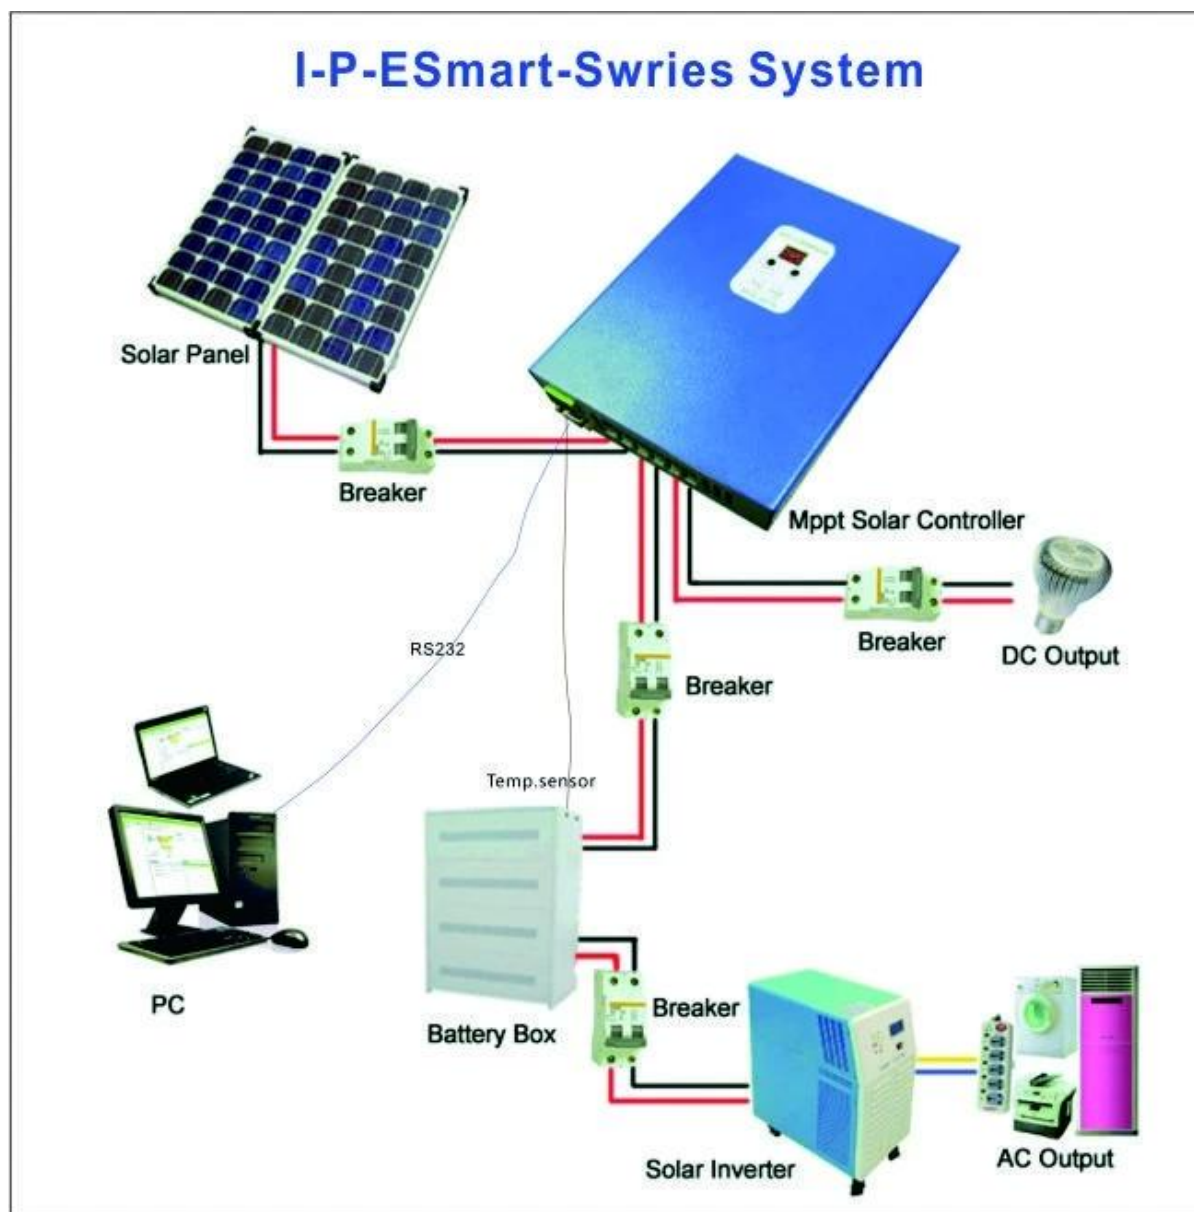 I-P-ESmart-Swries System
Solar Panel
Breaker
Mppt Solar Controller
Breaker
DC Output
RS232
Breaker
Temp.sensor
PC
Battery Box
Breaker
Solar Inverter
AC Output